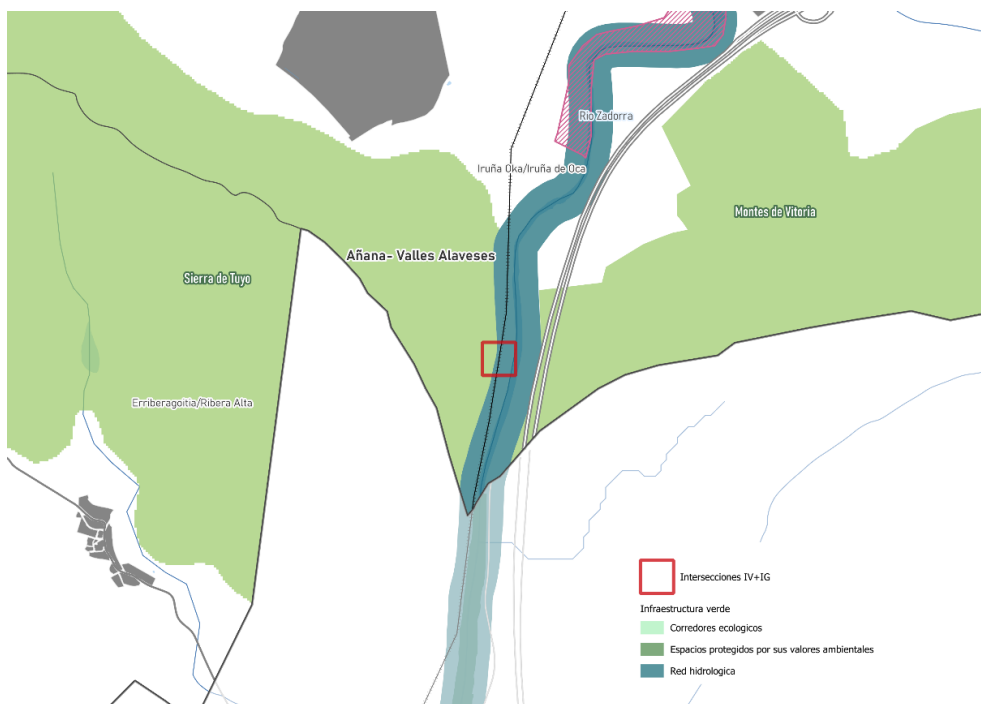 Rio Zadorra
Iruña Oka/Iruña de Oca
Montes de Vitoria
Añana- Valles Alaveses
Sierra de Tuyo
Erriberagoitia/Ribera Alta
Intersecciones IV+IG
Infraestructura verde
Corredores ecologicos
Espacios protegidos por sus valores ambientales
Red hidrologica